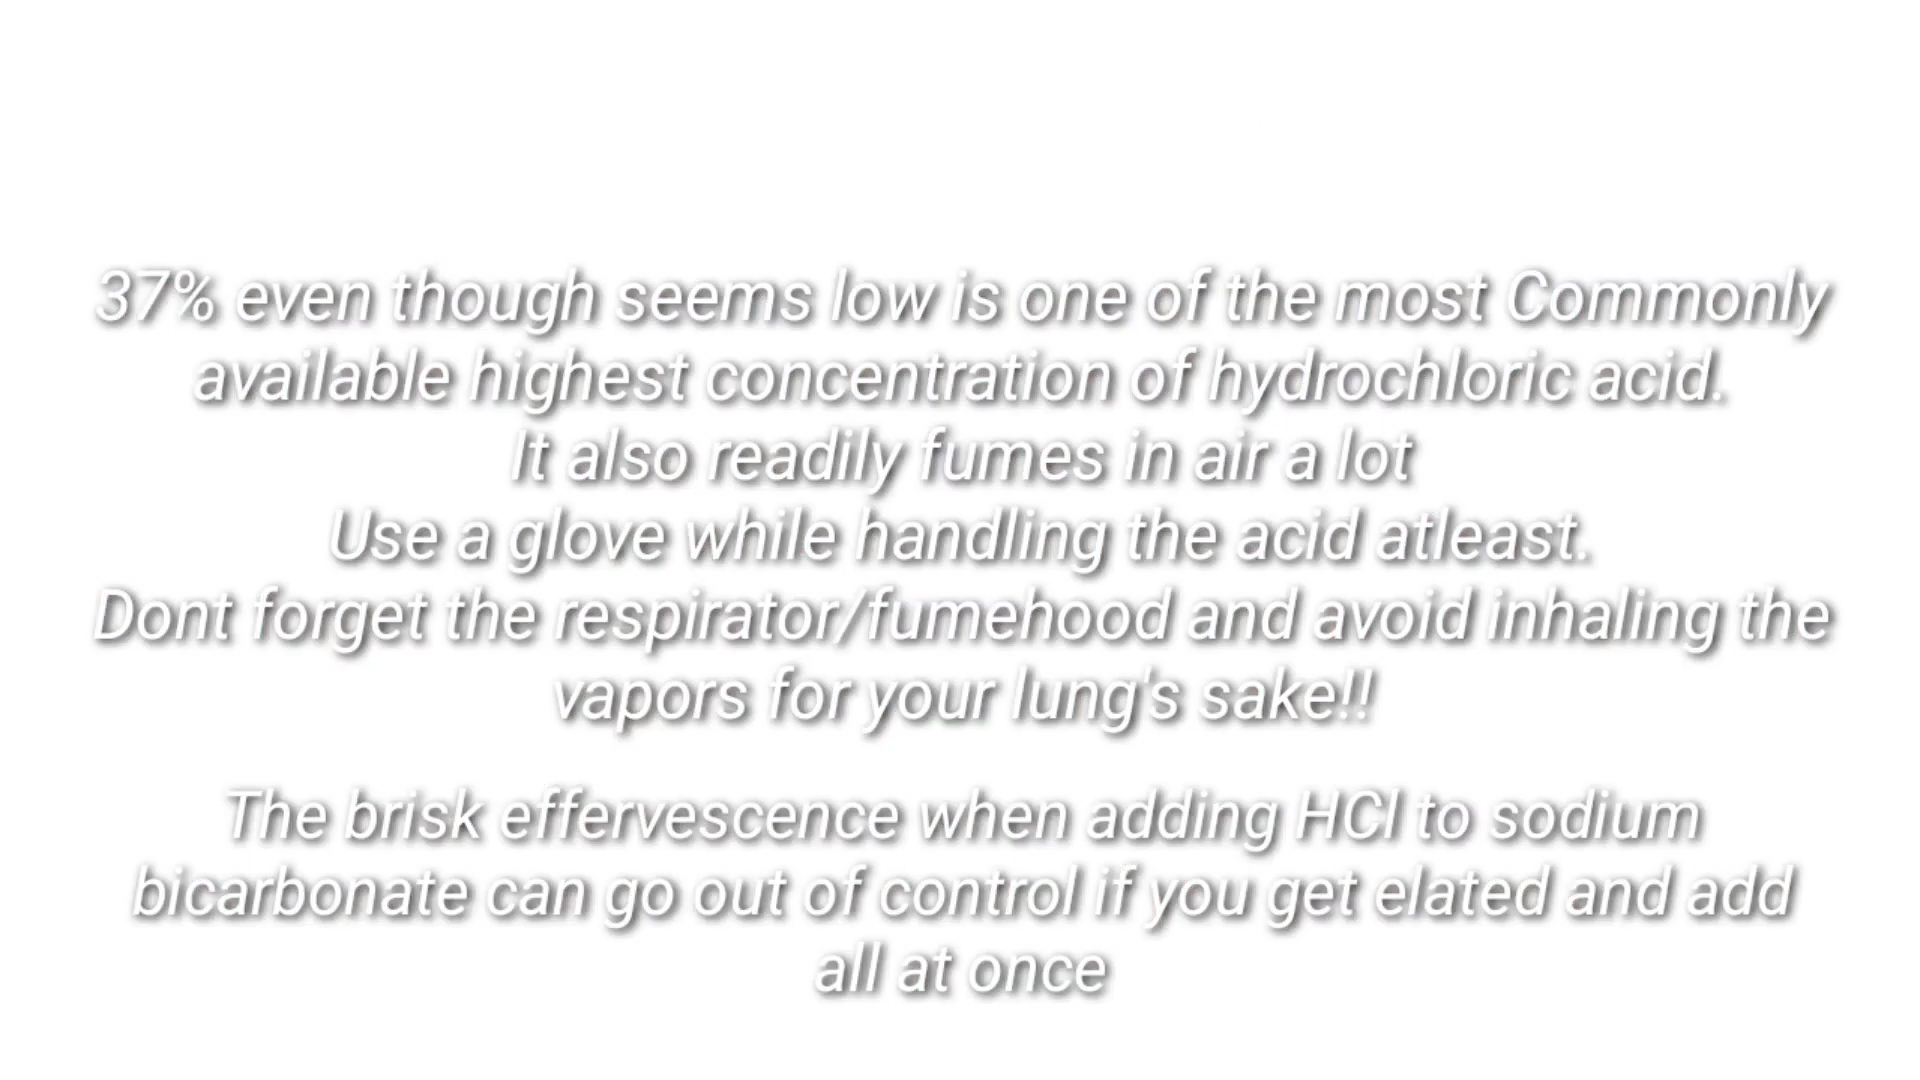 37% even though seems low is one of the most Commonly
available highest concentration of hydrochloric acid.
It also readily fumes in air a lot
Use a glove while handling the acid atleast.
Dont forget the respirator/fumehood and avoid inhaling the
vapors for your lung's sake!!
The brisk effervescence when adding HCl to sodium
bicarbonate can go out of control if you get elated and add
all at once